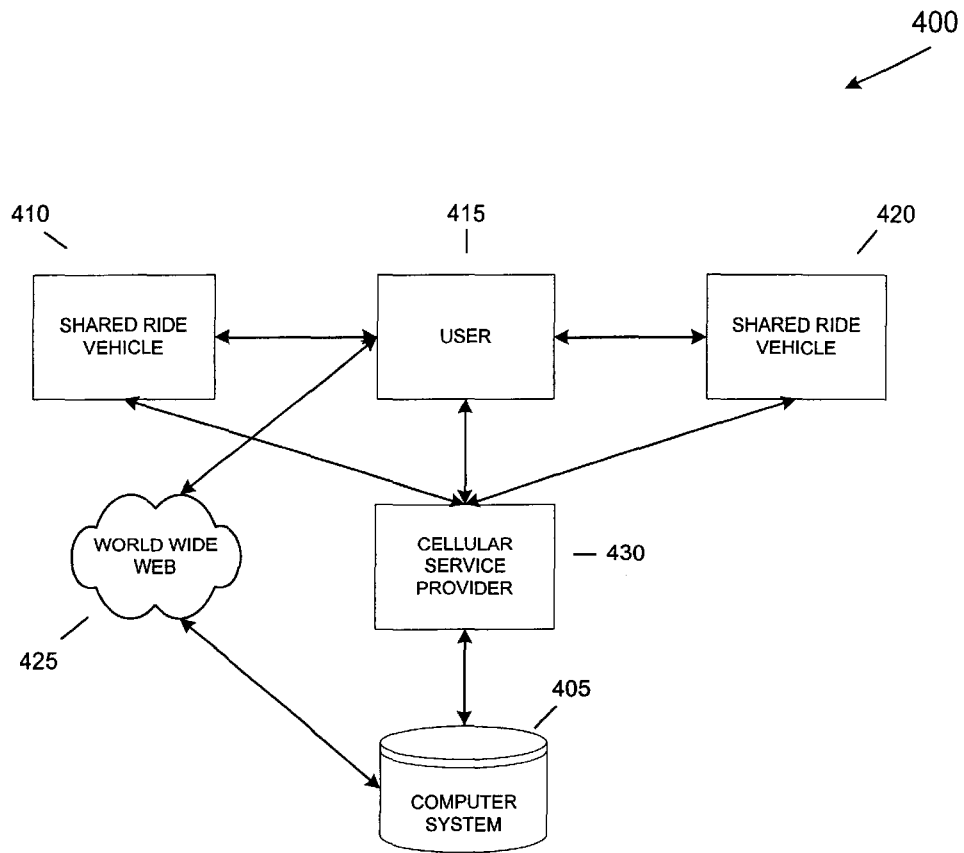 400
410
415
420
SHARED RIDE
VEHICLE
USER
SHARED RIDE
VEHICLE
WORLD WIDE
WEB
CELLULAR
SERVICE
PROVIDER
430
425
405
COMPUTER
SYSTEM